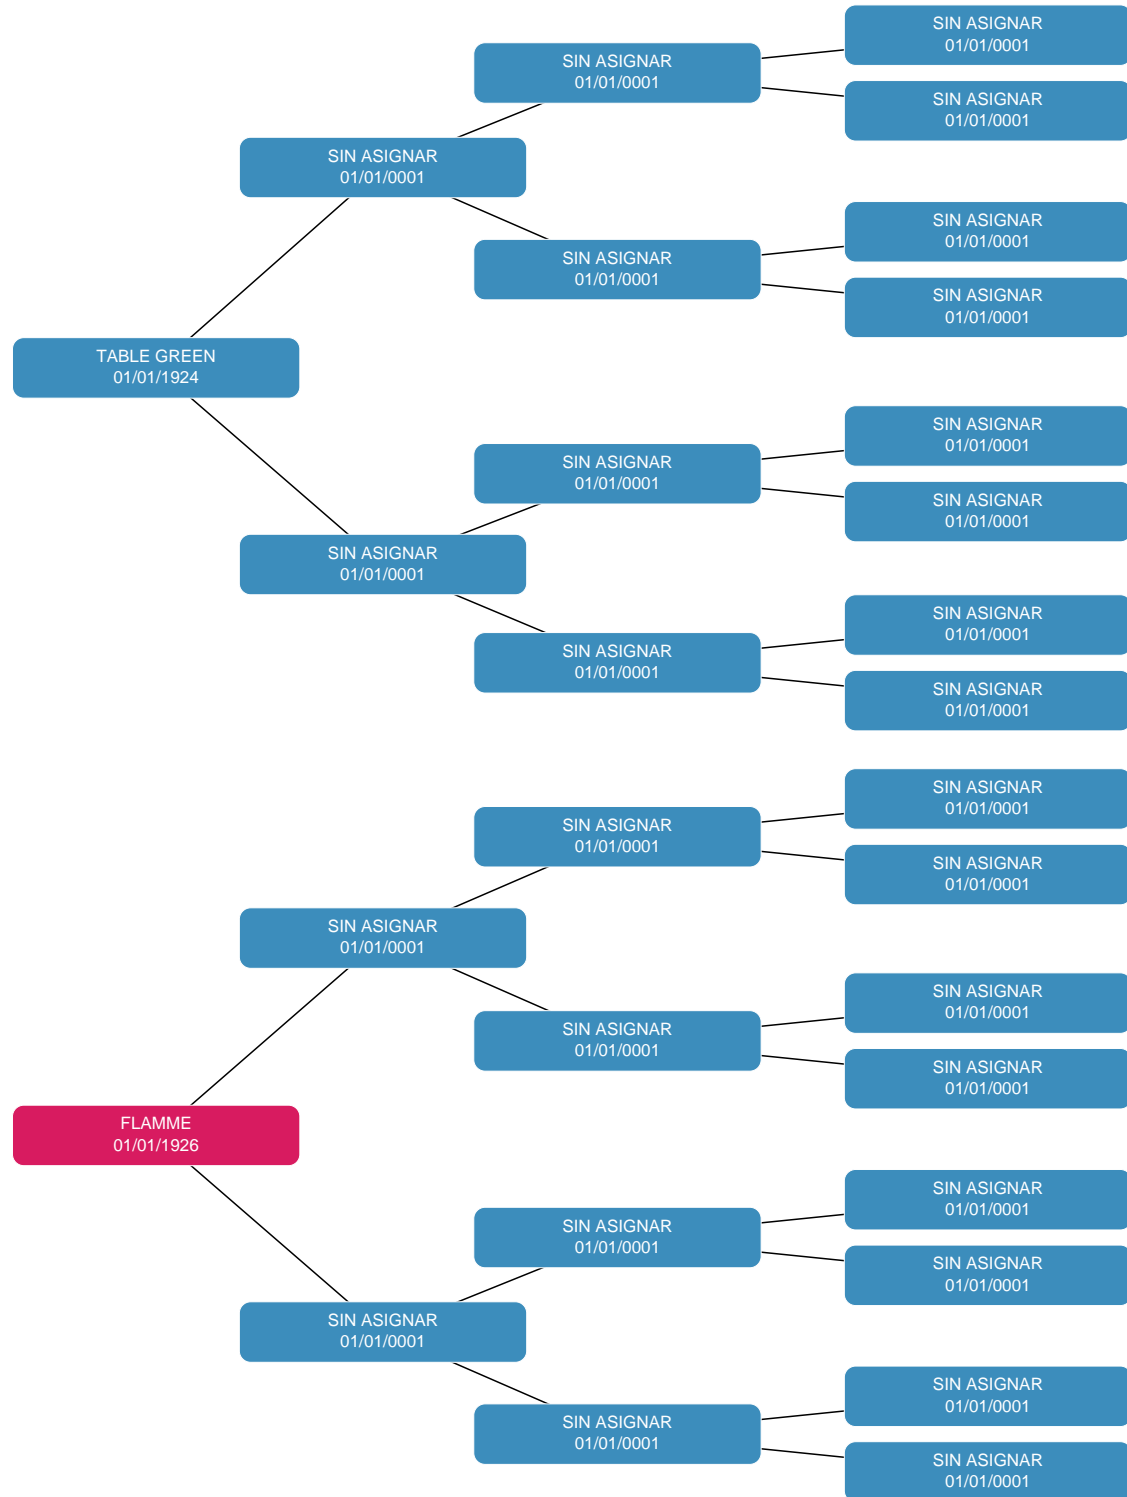 SIN ASIGNAR
01/01/0001
SIN ASIGNAR
01/01/0001
SIN ASIGNAR
01/01/0001
SIN ASIGNAR
01/01/0001
SIN ASIGNAR
01/01/0001
SIN ASIGNAR
01/01/0001
SIN ASIGNAR
01/01/0001
TABLE GREEN
01/01/1924
SIN ASIGNAR
01/01/0001
SIN ASIGNAR
01/01/0001
SIN ASIGNAR
01/01/0001
SIN ASIGNAR
01/01/0001
SIN ASIGNAR
01/01/0001
SIN ASIGNAR
01/01/0001
SIN ASIGNAR
01/01/0001
SIN ASIGNAR
01/01/0001
SIN ASIGNAR
01/01/0001
SIN ASIGNAR
01/01/0001
SIN ASIGNAR
01/01/0001
SIN ASIGNAR
01/01/0001
SIN ASIGNAR
01/01/0001
SIN ASIGNAR
01/01/0001
FLAMME
01/01/1926
SIN ASIGNAR
01/01/0001
SIN ASIGNAR
01/01/0001
SIN ASIGNAR
01/01/0001
SIN ASIGNAR
01/01/0001
SIN ASIGNAR
01/01/0001
SIN ASIGNAR
01/01/0001
SIN ASIGNAR
01/01/0001